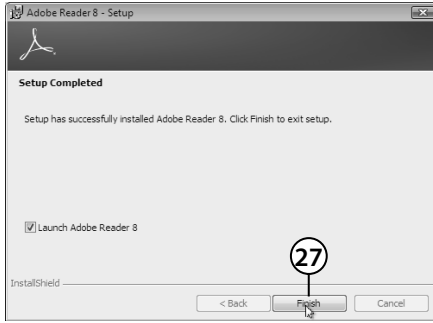 Adobe Reader 8 - Setup
Setup Completed
Setup has successfully installed Adobe Reader 8. Click Finish to exit setup.
Launch Adobe Reader 8
27
InstallShield
< Back Finish Cancel